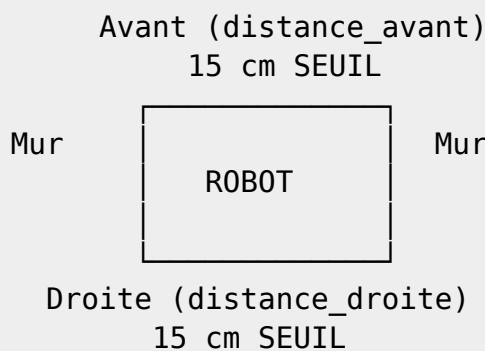 Avant (distance_avant)
15 cm SEUIL
Mur Mur
ROBOT
Droite (distance_droite)
15 cm SEUIL